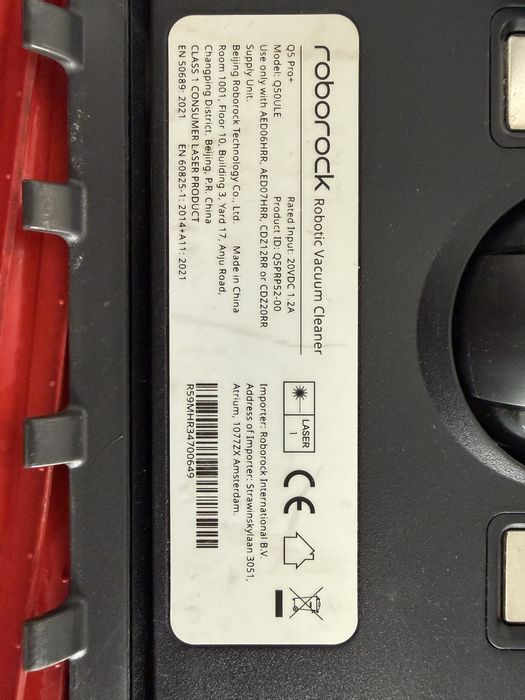 roborock Robotic Vacuum Cleaner
Q5 Pro+ Rated Input: 20VDC 1.2A
Model: Q50ULE Product ID: Q5PRP52-00
Use only with AED06HRR, AED07HRR, CDZ12RR or CDZ20RR
Supply Unit.
Beijing Roborock Technology Co., Ltd. Made in China
Room 1001, Floor 10, Building 3, Yard 17, Anju Road,
Changping District. Beijing, P.R. China
CLASS 1 CONSUMER LASER PRODUCT
EN 50689: 2021 EN 60825-1: 2014+A11: 2021
LASER
1
CE
Importer: Roborock International B.V.
Address of Importer: Strawinskylaan 3051,
Atrium, 1077ZX Amsterdam.
R59MHR34700649